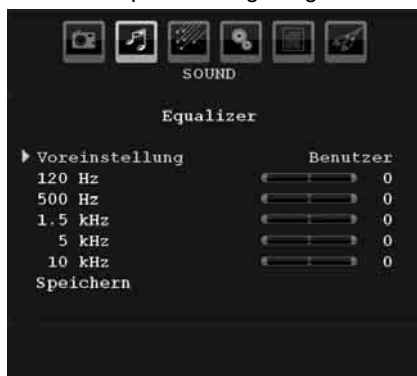 SOUND
Equalizer
Voreinstellung Benutzer
120 Hz 0
500 Hz 0
1.5 kHz 0
5 kHz 0
10 kHz 0
Speichern